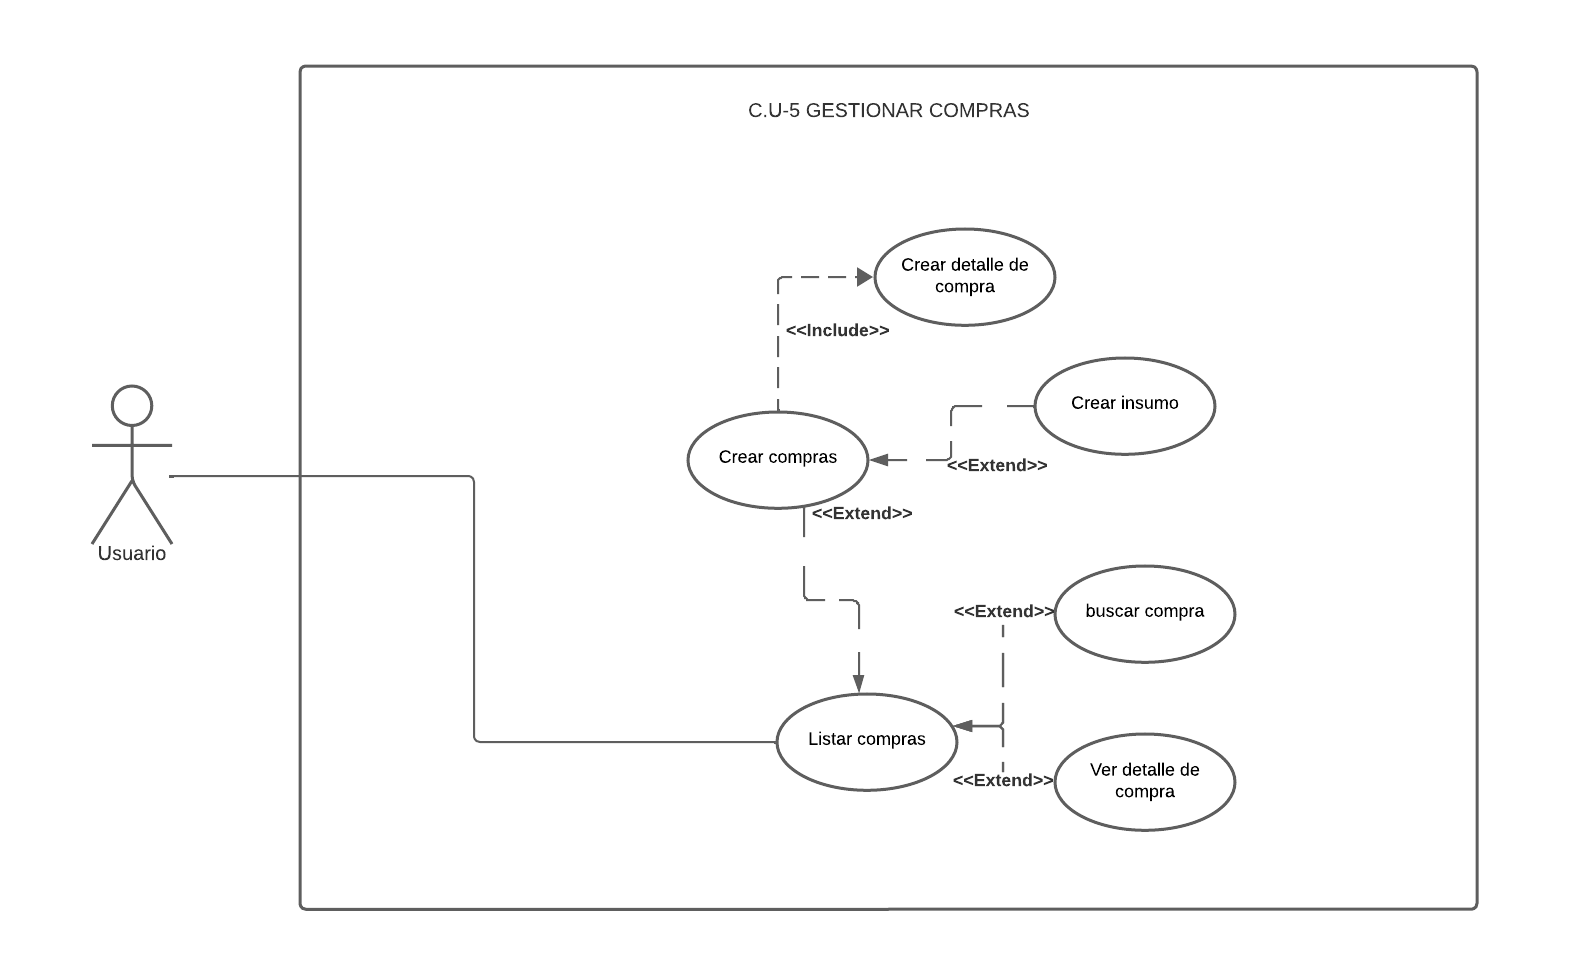 C.U-5 GESTIONAR COMPRAS
Crear detalle de
compra
<<Include>>
Crear insumo
Crear compras
<<Extend>>
<<Extend>>
Usuario
<<Extend>>
buscar compra
Listar compras
<<Extend>>
Ver detalle de
compra